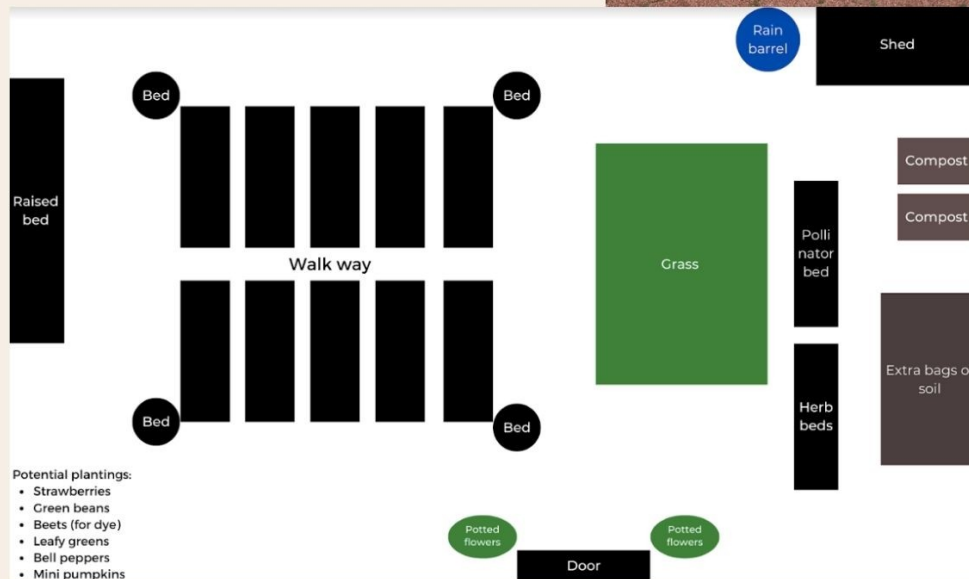 Rain
barrel
Shed
Bed
Bed
Compost
Raised
bed
Compost
Polli
nator
bed
Walk way
Grass
Extra bags o
soil
Herb
beds
Bed
Bed
Potential plantings:
• Strawberries
• Green beans
• Beets (for dye)
• Leafy greens
• Bell peppers
• Mini pumpkins
Potted
flowers
Potted
flowers
Door